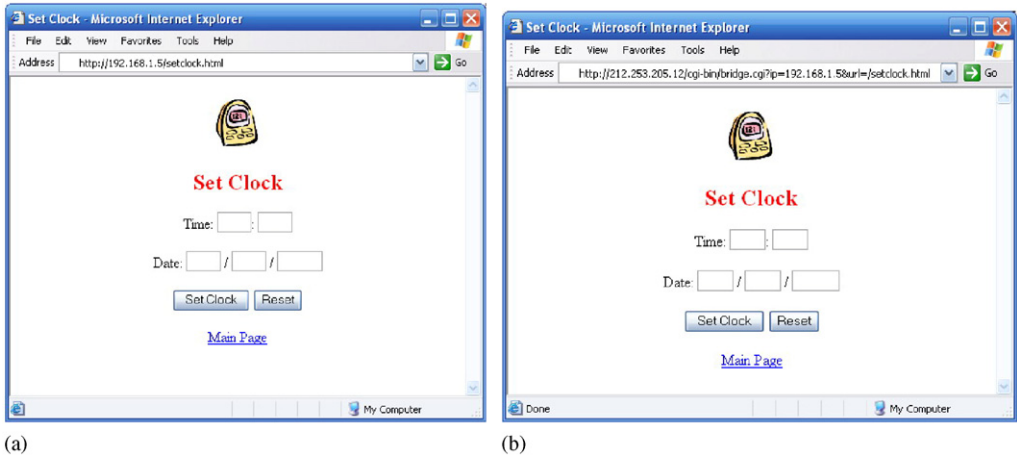 Set Clock - Microsoft Internet Explorer
File Edit View Favorites Tools Help
Address http://192.168.1.5/setclock.html Go
Set Clock
Time: :
Date: / /
Set Clock Reset
Main Page
My Computer
(a)
Set Clock - Microsoft Internet Explorer
File Edit View Favorites Tools Help
Address http://212.253.205.12/cgi-bin/bridge.cgi?ip=192.168.1.5&url=/setclock.html Go
Set Clock
Time: :
Date: / /
Set Clock Reset
Main Page
Done My Computer
(b)